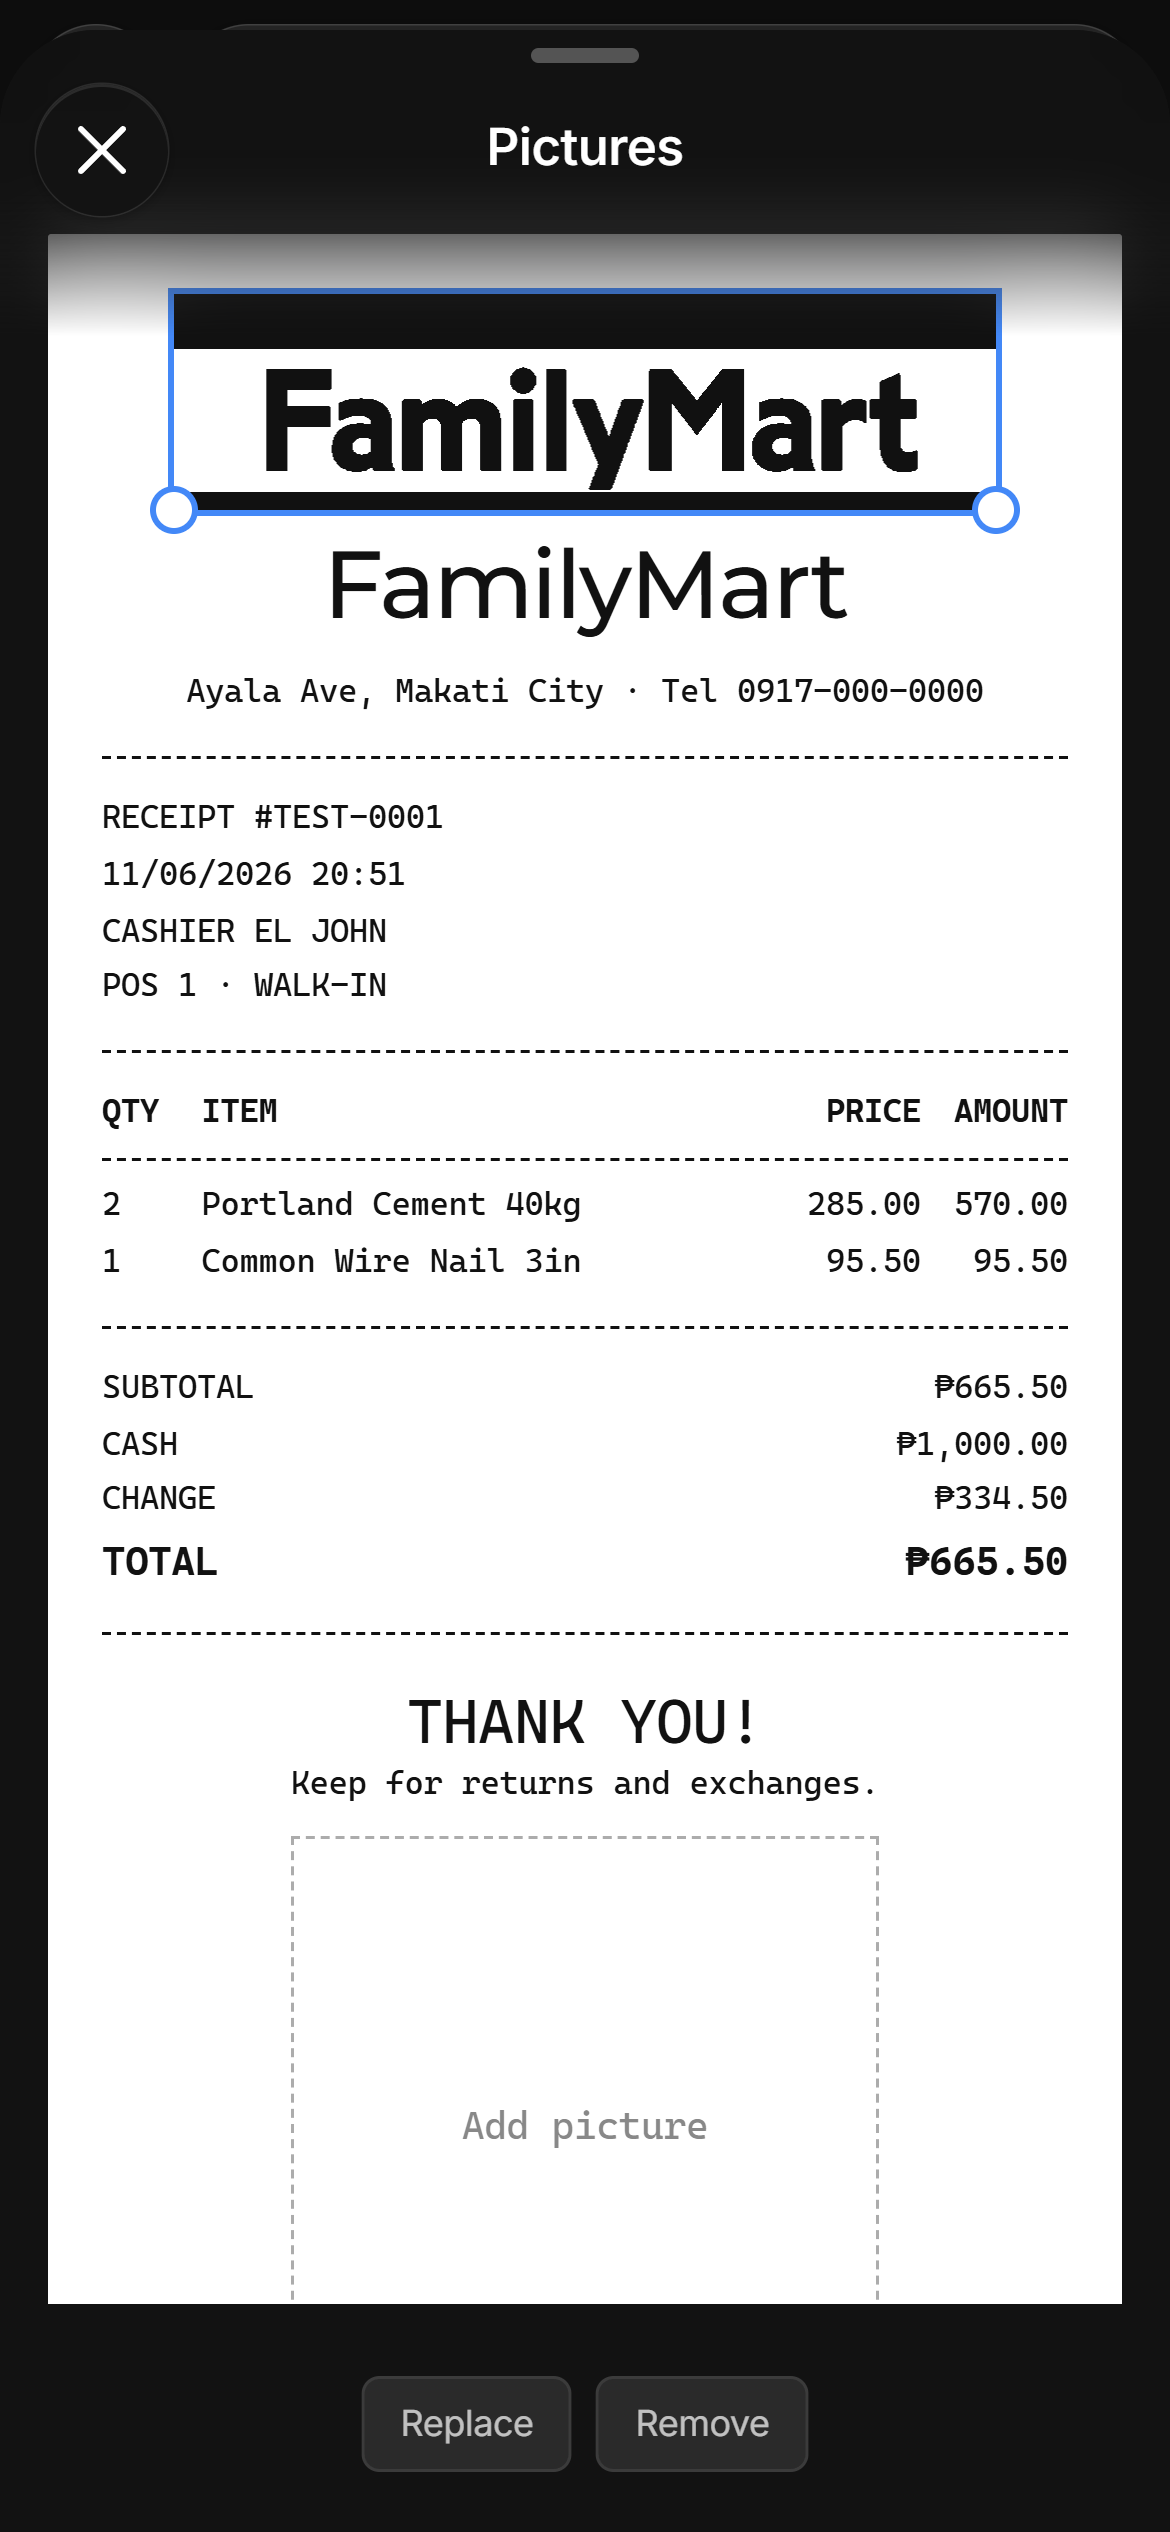 Pictures
FamilyMart
FamilyMart
Ayala Ave, Makati City · Tel 0917-000-0000
RECEIPT #TEST-0001
11/06/2026 20:51
CASHIER EL JOHN
POS 1 · WALK-IN
QTY ITEM PRICE AMOUNT
2 Portland Cement 40kg 285.00 570.00
1 Common Wire Nail 3in 95.50 95.50
SUBTOTAL ₱665.50
CASH ₱1,000.00
CHANGE ₱334.50
TOTAL ₱665.50
THANK YOU!
Keep for returns and exchanges.
Add picture
Replace Remove